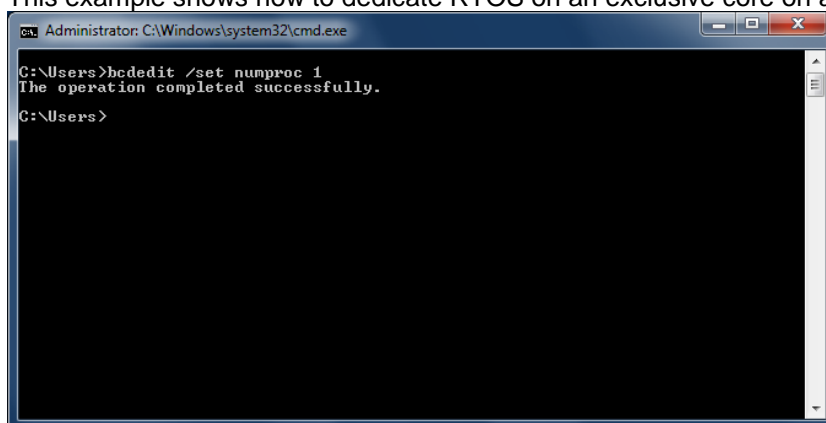 This example shows how to dedicate RTOS on an exclusive core on a
Administrator: C:\Windows\system32\cmd.exe
C:\Users>bcdedit /set numproc 1
The operation completed successfully.
C:\Users>